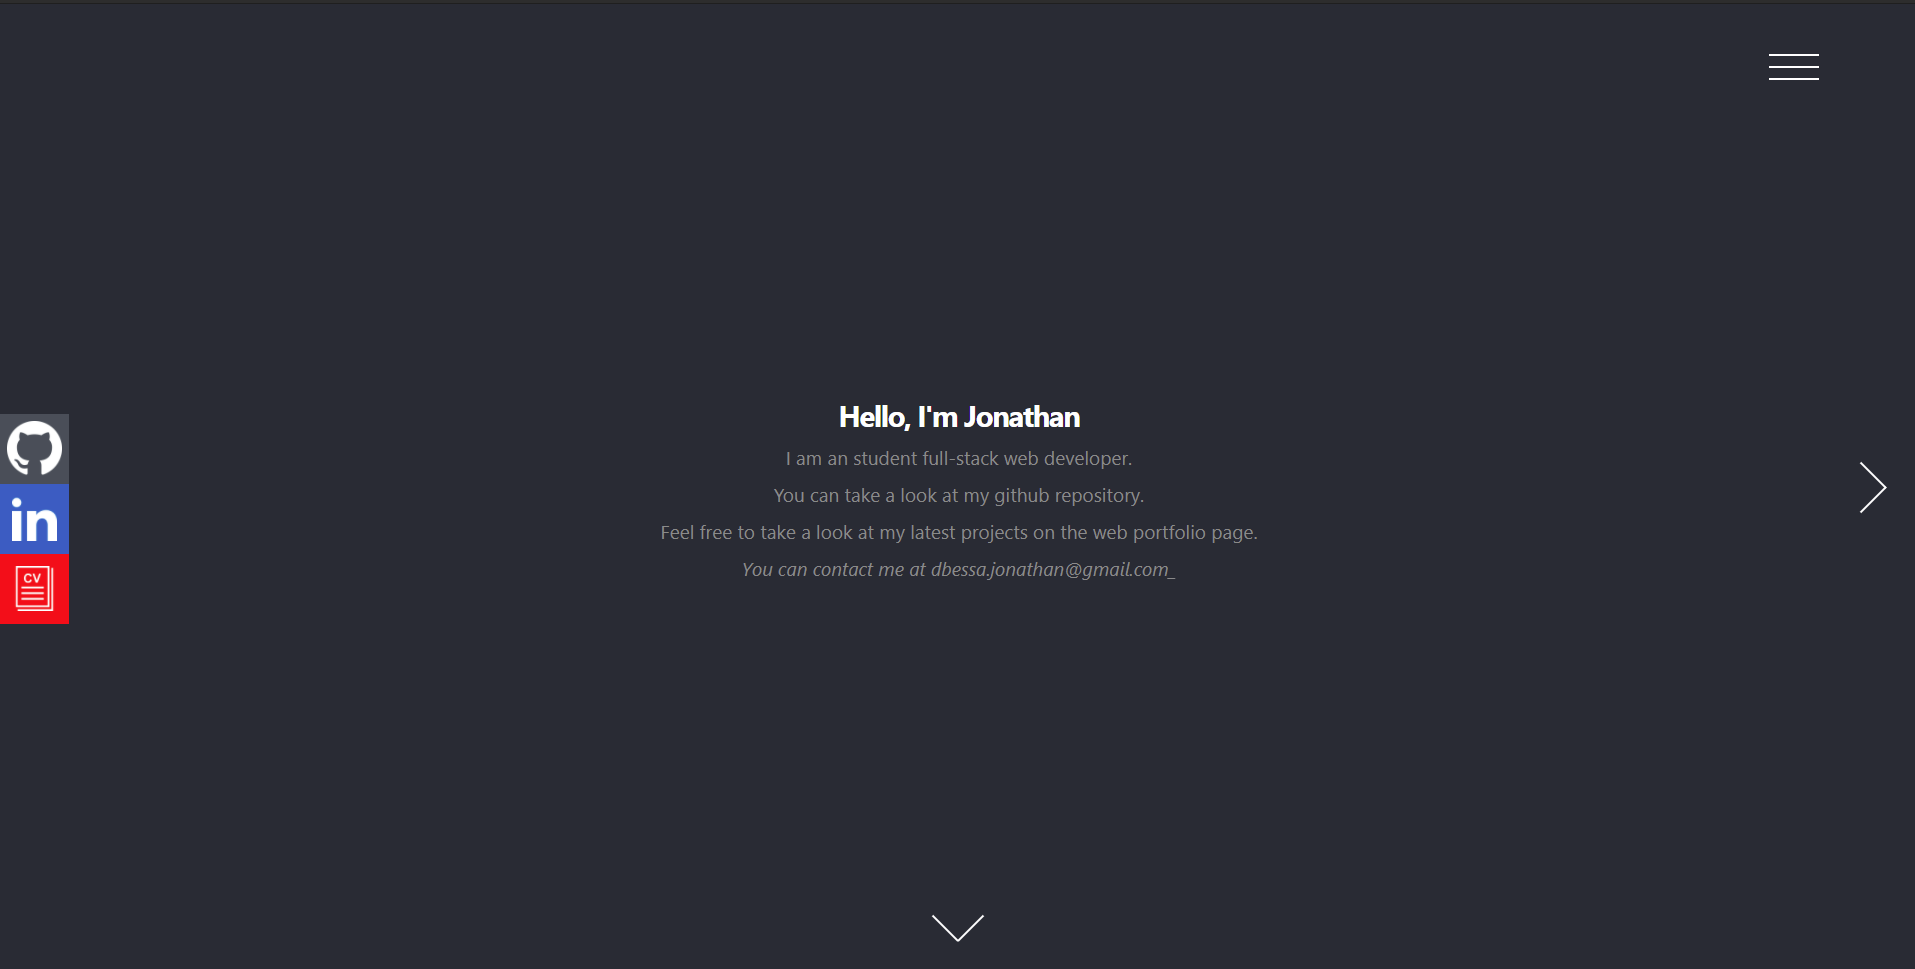 Hello, I'm Jonathan
I am an student full-stack web developer.
You can take a look at my github repository.
in
Feel free to take a look at my latest projects on the web portfolio page.
You can contact me at dbessa.jonathan@gmail.com_
CV